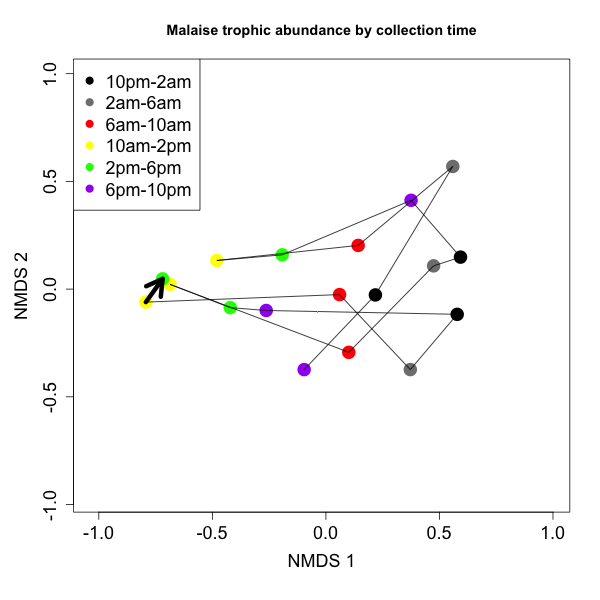 Malaise trophic abundance by collection time
10pm-2am
2am-6am
6am-10am
10am-2pm
2pm-6pm
6pm-10pm
1.0
0.5
0.0
-0.5
-1.0
NMDS 2
-1.0 -0.5 0.0 0.5 1.0
NMDS 1